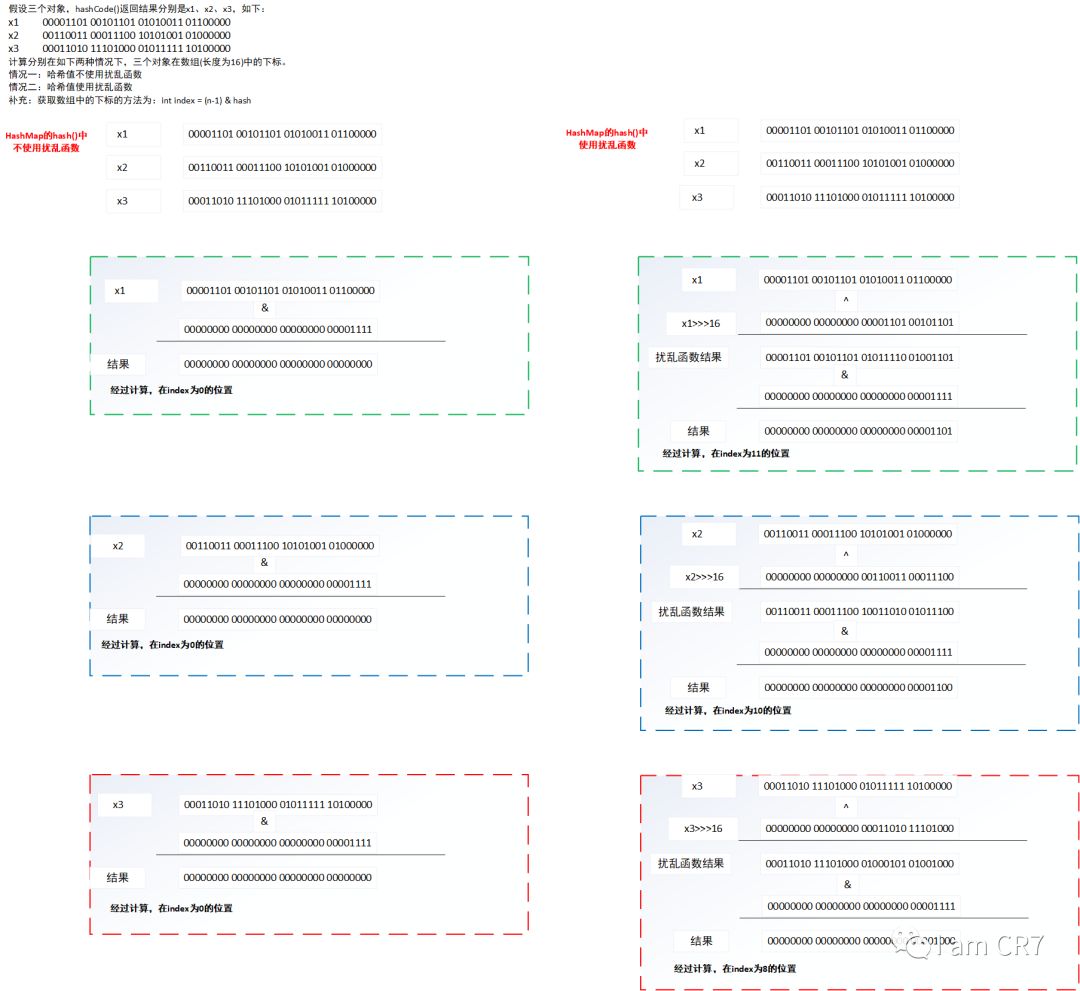 假设三个对象，hashCode()返回结果分别是x1、x2、x3，如下：
x1 00001101 00101101 01010011 01100000
x2 00110011 00011100 10101001 01000000
x3 00011010 11101000 01011111 10100000
计算分别在如下两种情况下，三个对象在数组(长度为16)中的下标。
情况一：哈希值不使用扰乱函数
情况二：哈希值使用扰乱函数
补充：获取数组中的下标的方法为：int index = (n-1) & hash
HashMap的hash()中
不使用扰乱函数
x1 00001101 00101101 01010011 01100000
x2 00110011 00011100 10101001 01000000
x3 00011010 11101000 01011111 10100000
x1 00001101 00101101 01010011 01100000
&
00000000 00000000 00000000 00001111
结果 00000000 00000000 00000000 00000000
经过计算，在index为0的位置
x2 00110011 00011100 10101001 01000000
&
00000000 00000000 00000000 00001111
结果 00000000 00000000 00000000 00000000
经过计算，在index为0的位置
x3 00011010 11101000 01011111 10100000
&
00000000 00000000 00000000 00001111
结果 00000000 00000000 00000000 00000000
经过计算，在index为0的位置
HashMap的hash()中
使用扰乱函数
x1 00001101 00101101 01010011 01100000
x2 00110011 00011100 10101001 01000000
x3 00011010 11101000 01011111 10100000
x1 00001101 00101101 01010011 01100000
^
x1>>>16 00000000 00000000 00001101 00101101
扰乱函数结果 00001101 00101101 01011110 01001101
&
00000000 00000000 00000000 00001111
结果 00000000 00000000 00000000 00001101
经过计算，在index为11的位置
x2 00110011 00011100 10101001 01000000
^
x2>>>16 00000000 00000000 00110011 00011100
扰乱函数结果 00110011 00011100 10011010 01011100
&
00000000 00000000 00000000 00001111
结果 00000000 00000000 00000000 00001100
经过计算，在index为10的位置
x3 00011010 11101000 01011111 10100000
^
x3>>>16 00000000 00000000 00011010 11101000
扰乱函数结果 00011010 11101000 01000101 01001000
&
00000000 00000000 00000000 00001111
结果 00000000 00000000
经过计算，在index为8的位置
I am CR7